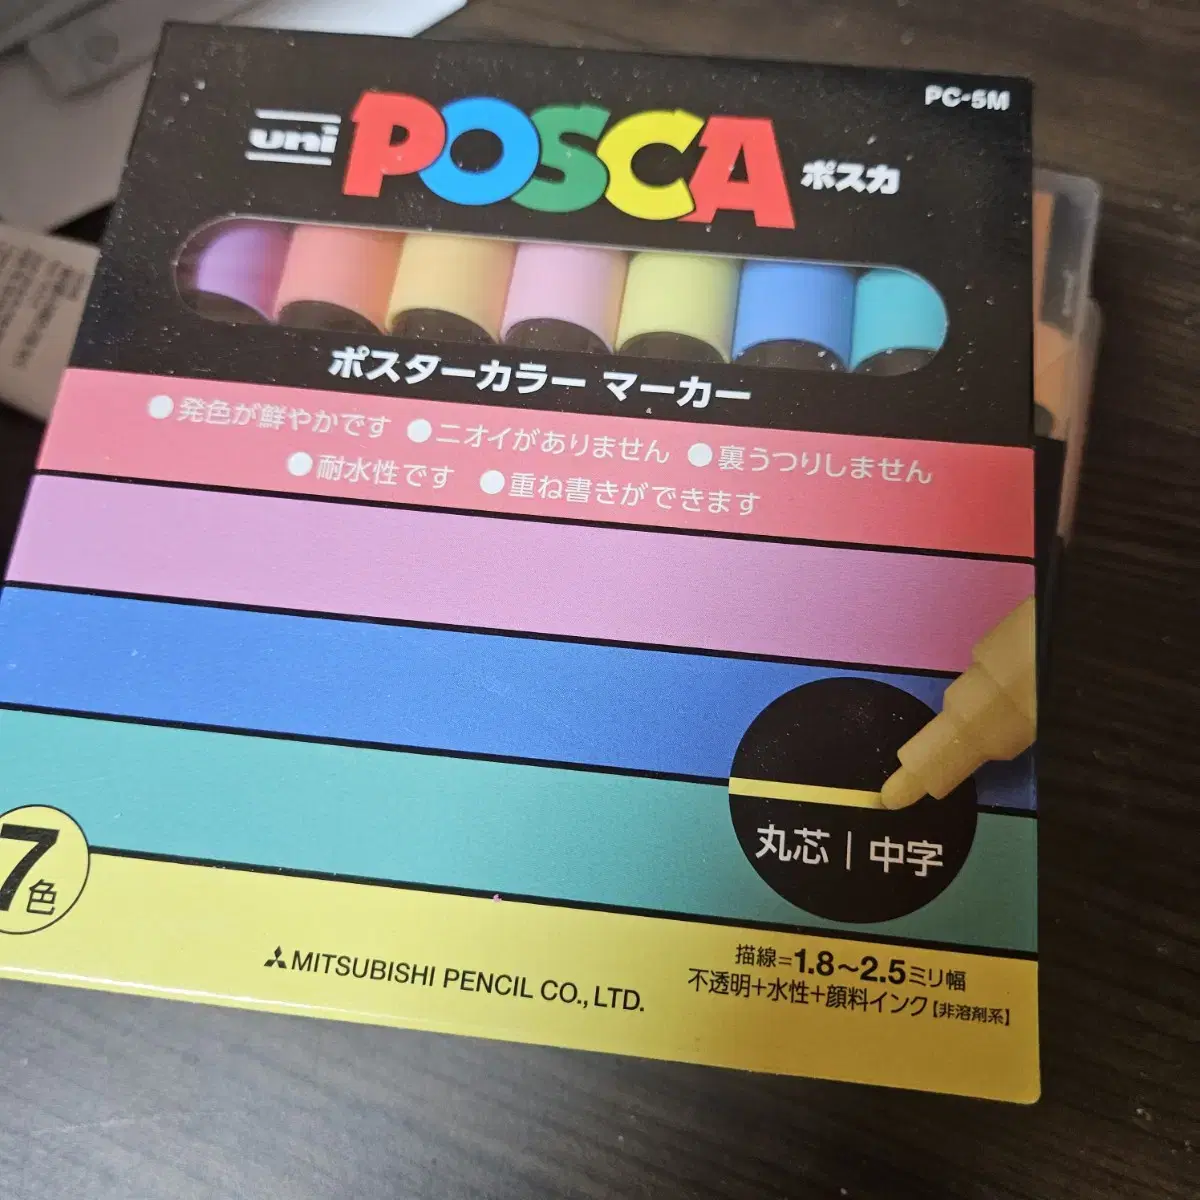 PC-5M
uni POSCA ポスカ
ポスターカラー マーカー
●発色が鮮やかです ●ニオイがありません ●裏うつりしません
●耐水性です ●重ね書きができます
丸芯 | 中字
7色
MITSUBISHI PENCIL CO., LTD.
描線=1.8〜2.5ミリ幅
不透明+水性+顔料インク【非溶剤系】